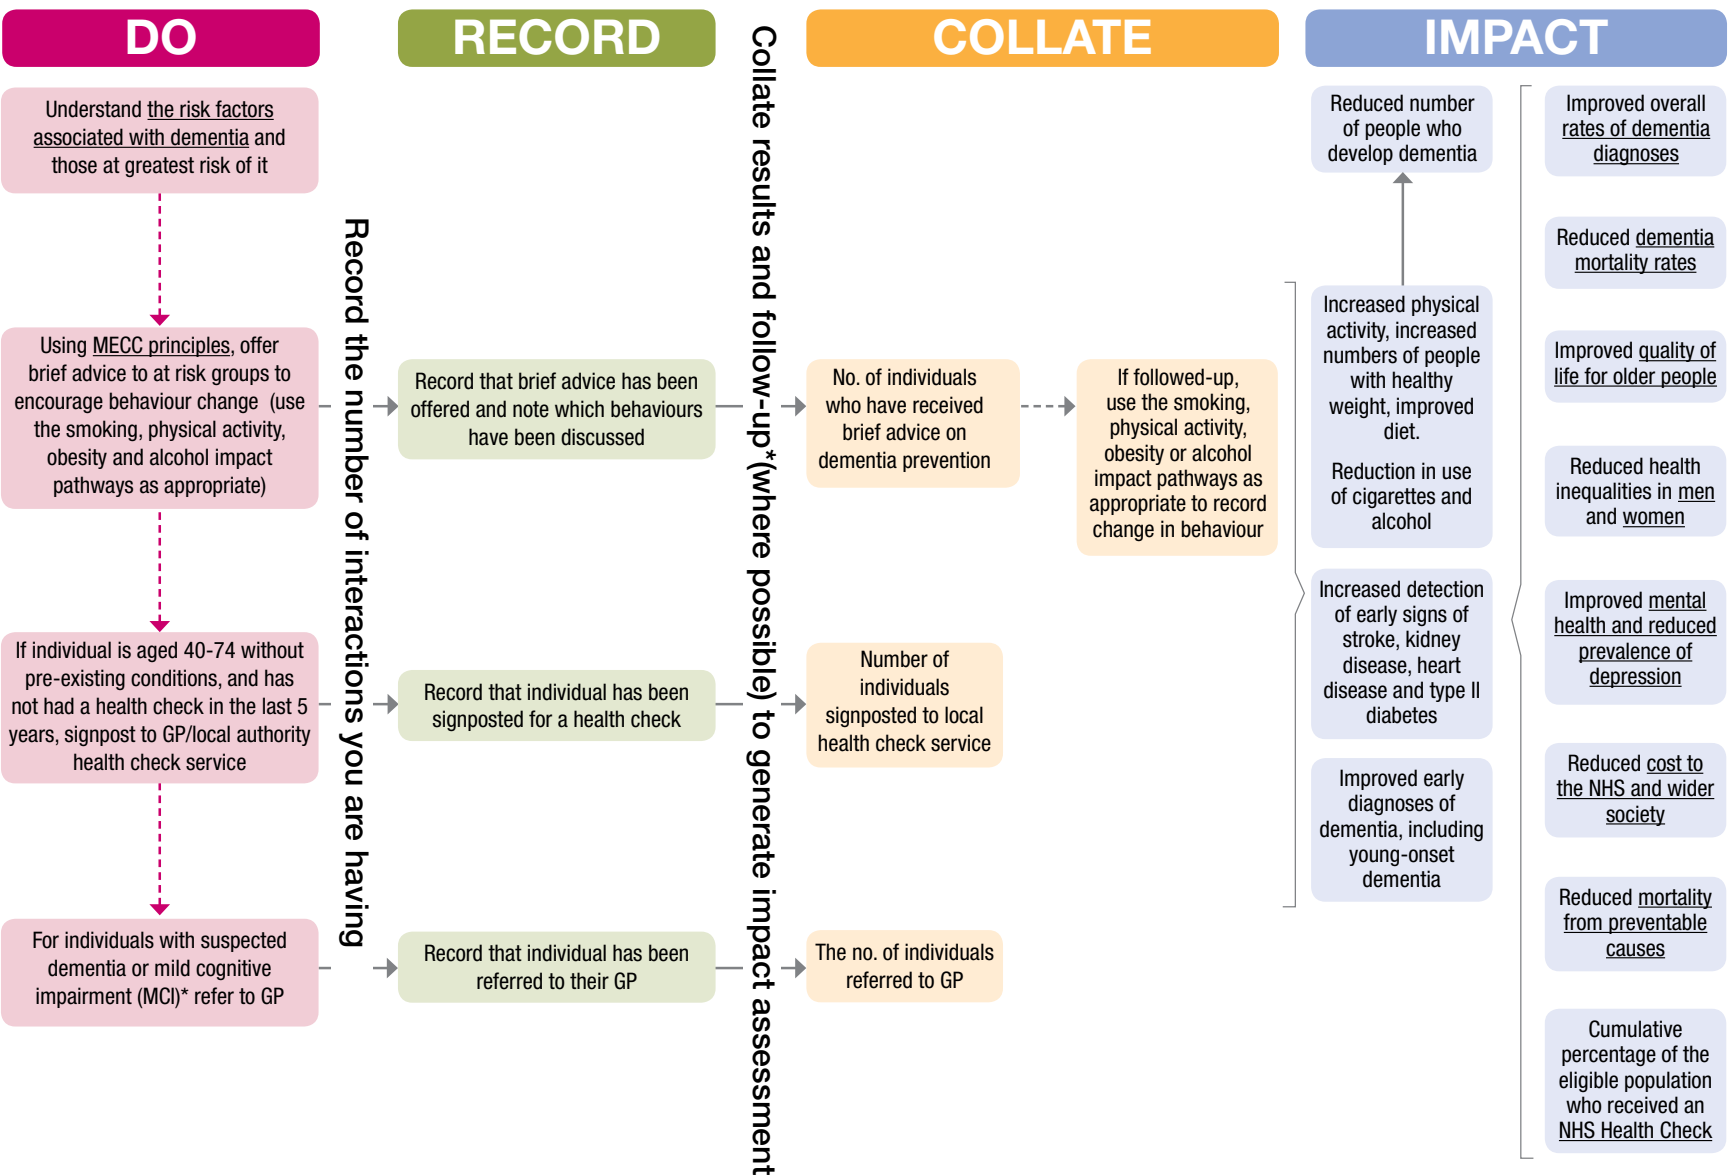 DO
Understand the risk factors
associated with dementia and
those at greatest risk of it
Using MECC principles, offer
brief advice to at risk groups to
encourage behaviour change (use
the smoking, physical activity,
obesity and alcohol impact
pathways as appropriate)
If individual is aged 40-74 without
pre-existing conditions, and has
not had a health check in the last 5
years, signpost to GP/local authority
health check service
For individuals with suspected
dementia or mild cognitive
impairment (MCI)* refer to GP
Record the number of interactions you are having
RECORD
Record that brief advice has been
offered and note which behaviours
have been discussed
Record that individual has been
signposted for a health check
Record that individual has been
referred to their GP
Collate results and follow-up*(where possible) to generate impact assessment
COLLATE
No. of individuals
who have received
brief advice on
dementia prevention
If followed-up,
use the smoking,
physical activity,
obesity or alcohol
impact pathways as
appropriate to record
change in behaviour
Number of
individuals
signposted to local
health check service
The no. of individuals
referred to GP
IMPACT
Reduced number
of people who
develop dementia
Increased physical
activity, increased
numbers of people
with healthy
weight, improved
diet.
Reduction in use
of cigarettes and
alcohol
Increased detection
of early signs of
stroke, kidney
disease, heart
disease and type II
diabetes
Improved early
diagnoses of
dementia, including
young-onset
dementia
Improved overall
rates of dementia
diagnoses
Reduced dementia
mortality rates
Improved quality of
life for older people
Reduced health
inequalities in men
and women
Improved mental
health and reduced
prevalence of
depression
Reduced cost to
the NHS and wider
society
Reduced mortality
from preventable
causes
Cumulative
percentage of the
eligible population
who received an
NHS Health Check